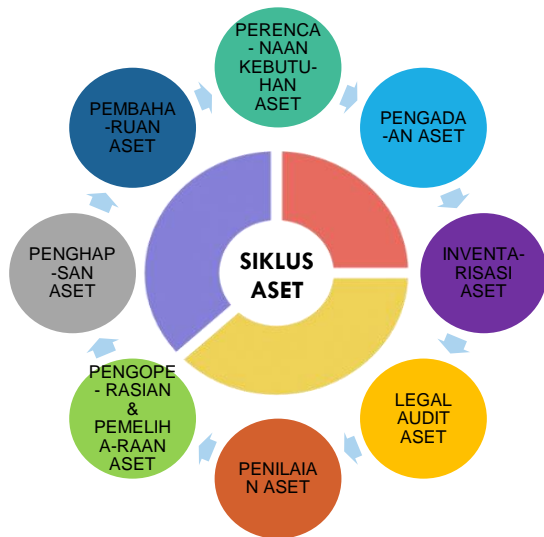 PERENCA
- NAAN
KEBUTU-
HAN
ASET
PENGADA
-AN ASET
INVENTA-
RISASI
ASET
LEGAL
AUDIT
ASET
PENILAIA
N ASET
PENGOPE
- RASIAN
&
PEMELIH
A-RAAN
ASET
PENGHAP
-SAN
ASET
PEMBAHA
-RUAN
ASET
SIKLUS
ASET